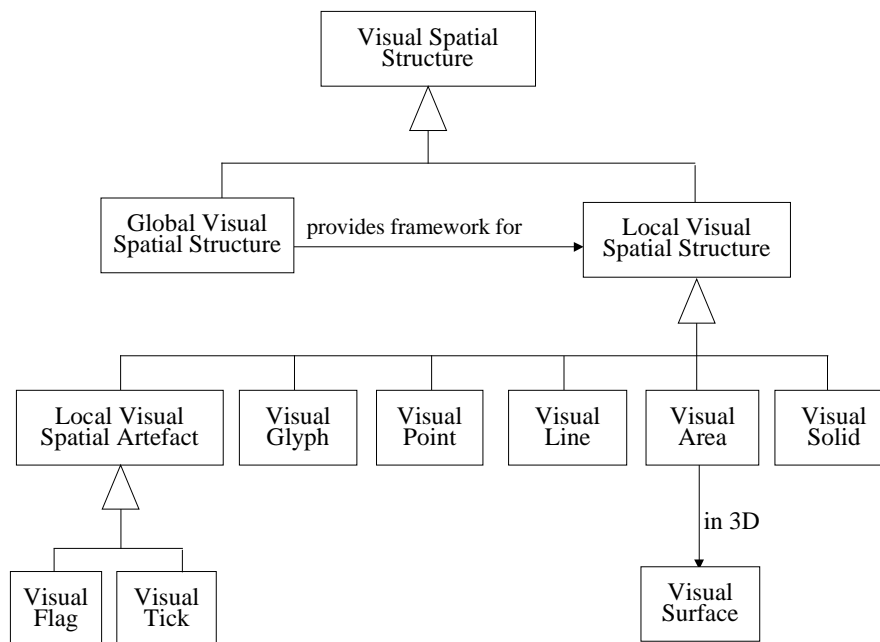 Visual Spatial
Structure
Global Visual
Spatial Structure
provides framework for
Local Visual
Spatial Structure
Local Visual
Spatial Artefact
Visual
Glyph
Visual
Point
Visual
Line
Visual
Area
Visual
Solid
in 3D
Visual
Flag
Visual
Tick
Visual
Surface